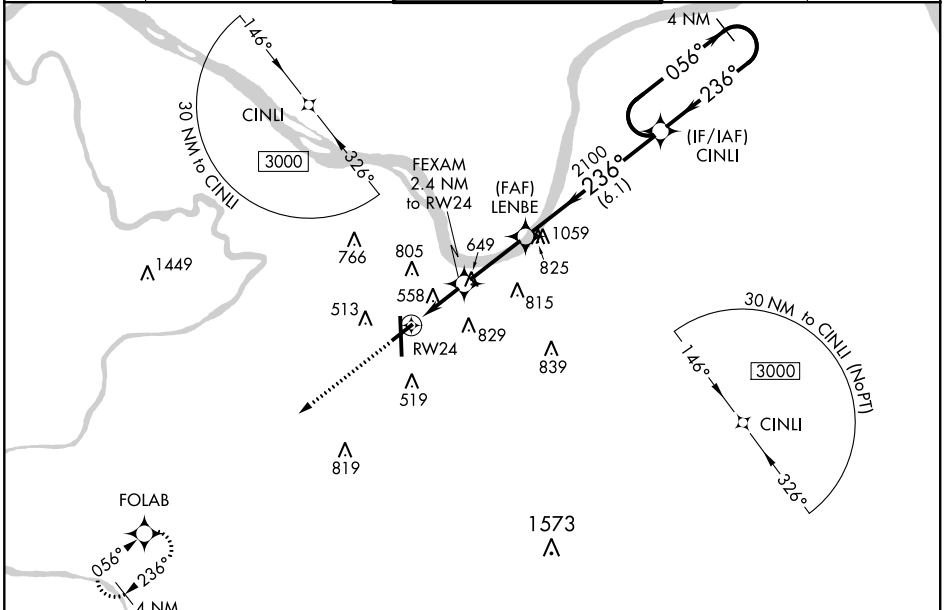 4 NM
056°
236°
(IF/IAF)
CINLI
146°
CINLI
3000
326°
30 NM to CINLI
2100
236°
(6.1)
FEXAM
2.4 NM
to RW24
(FAF)
LENBE
1059
825
649
766
805
1449
558
815
513
829
RW24
839
519
819
30 NM to CINLI (NoPT)
146°
3000
CINLI
326°
FOLAB
056°
236°
4 NM
1573